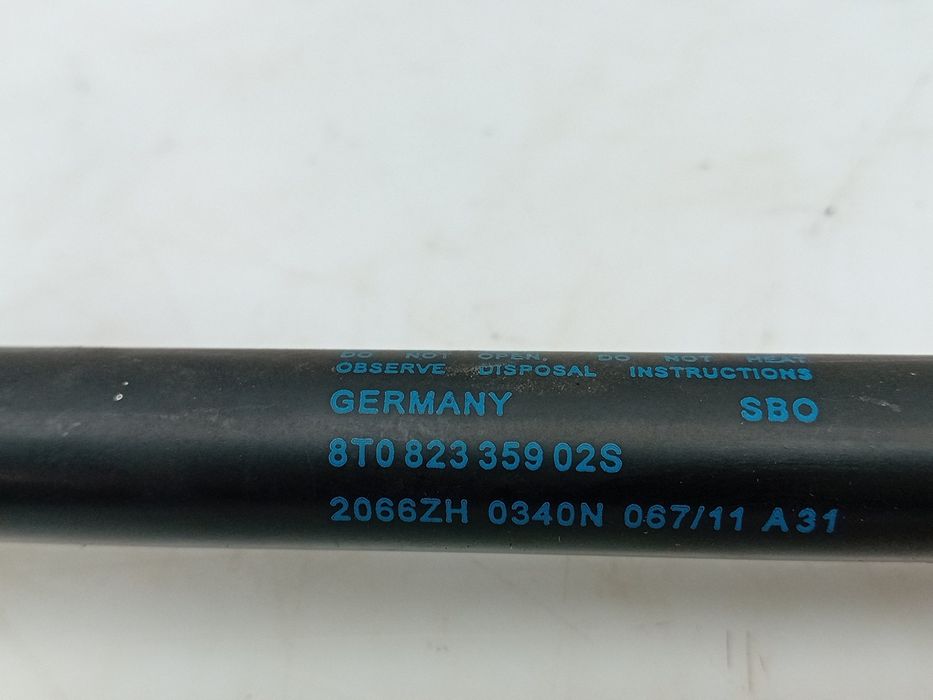 DO NOT OPEN. DO NOT HEAT
OBSERVE DISPOSAL INSTRUCTIONS
GERMANY SBO
8T0 823 359 02S
2066ZH 0340N 067/11 A31